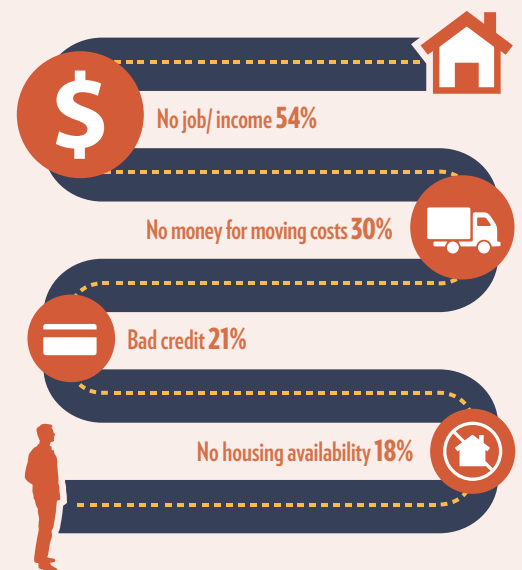 $
No job/ income 54%
No money for moving costs 30%
Bad credit 21%
No housing availability 18%